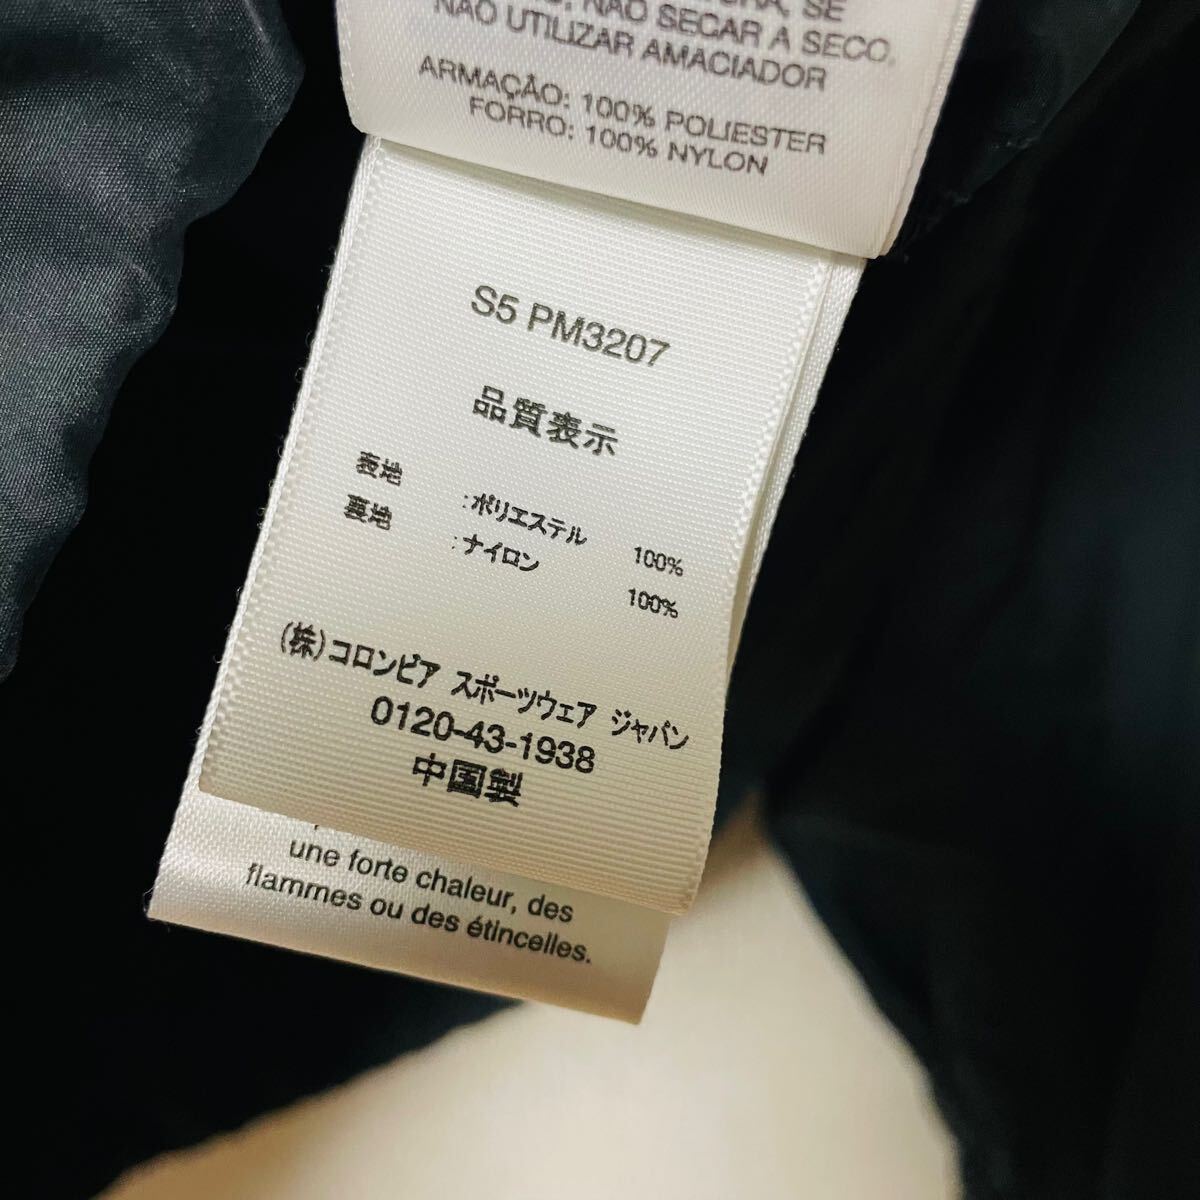 SE
NÃO SECAR A SECO.
NÃO UTILIZAR AMACIADOR
ARMAÇÃO: 100% POLIESTER
FORRO: 100% NYLON
S5 PM3207
品質表示
表地 :ポリエステル 100%
裏地 :ナイロン 100%
(株)コロンビア スポーツウェア ジャパン
0120-43-1938
中国製
une forte chaleur, des
flammes ou des étincelles.